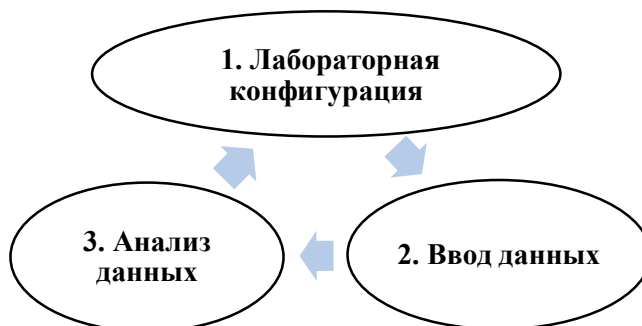 1. Лабораторная
конфигурация
3. Анализ
данных
2. Ввод данных